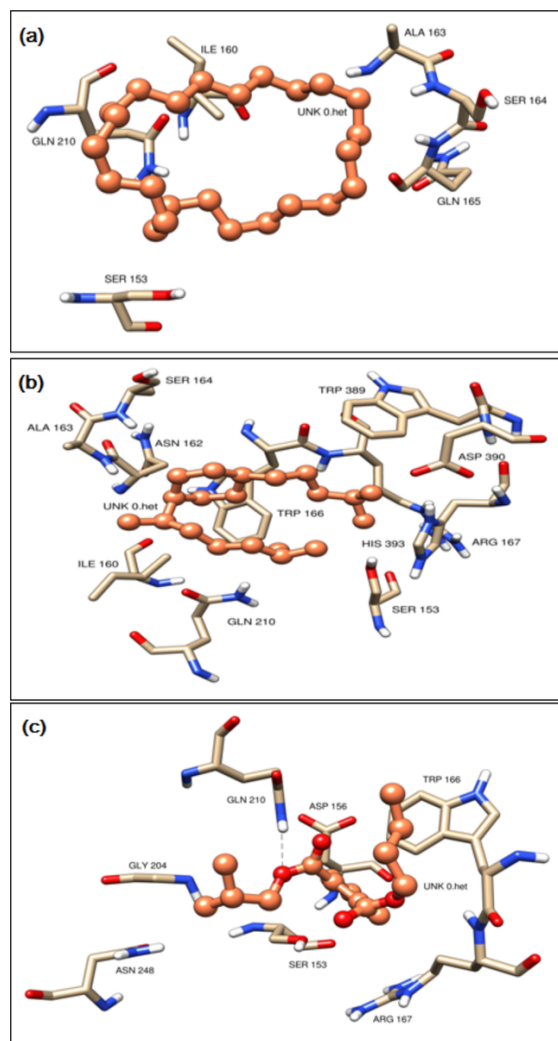 (a)
ILE 160
ALA 163
UNK 0.het
SER 164
GLN 210
GLN 165
SER 153
(b)
SER 164
TRP 389
ALA 163
ASN 162
ASP 390
UNK 0.het
TRP 166
HIS 393
ARG 167
ILE 160
SER 153
GLN 210
(c)
GLN 210
TRP 166
ASP 156
GLY 204
UNK 0.het
SER 153
ASN 248
ARG 167